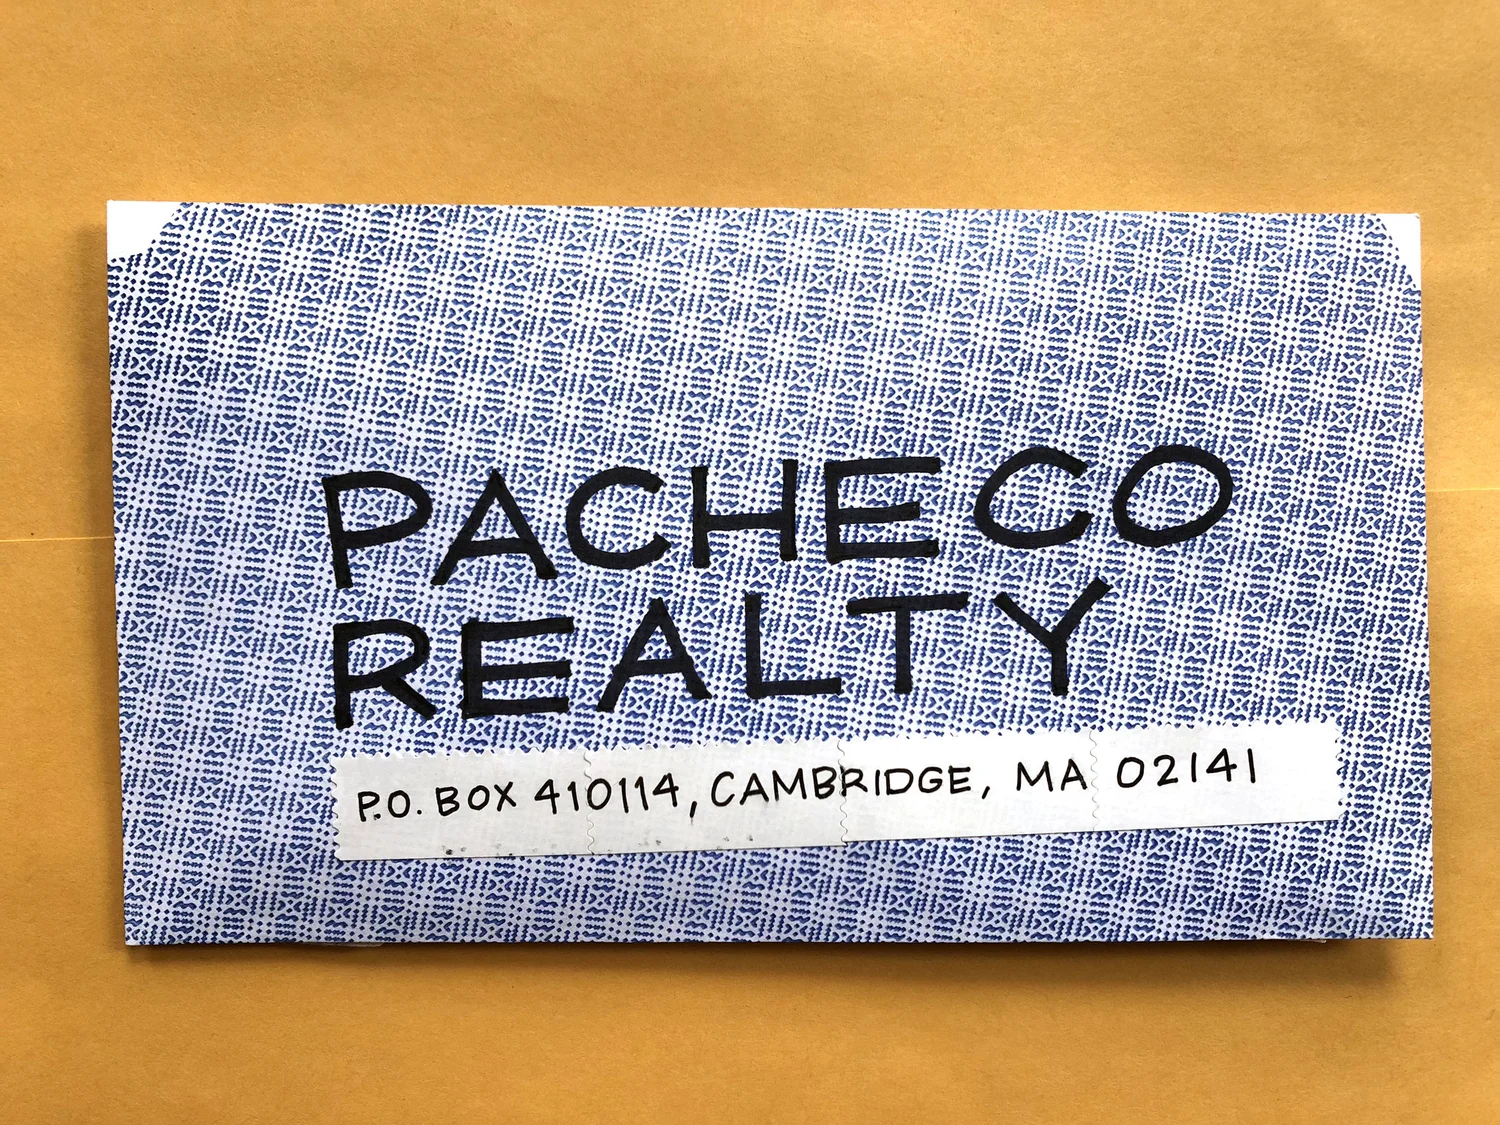 PACHECO
REALTY
P.O. BOX 410114, CAMBRIDGE, MA 02141